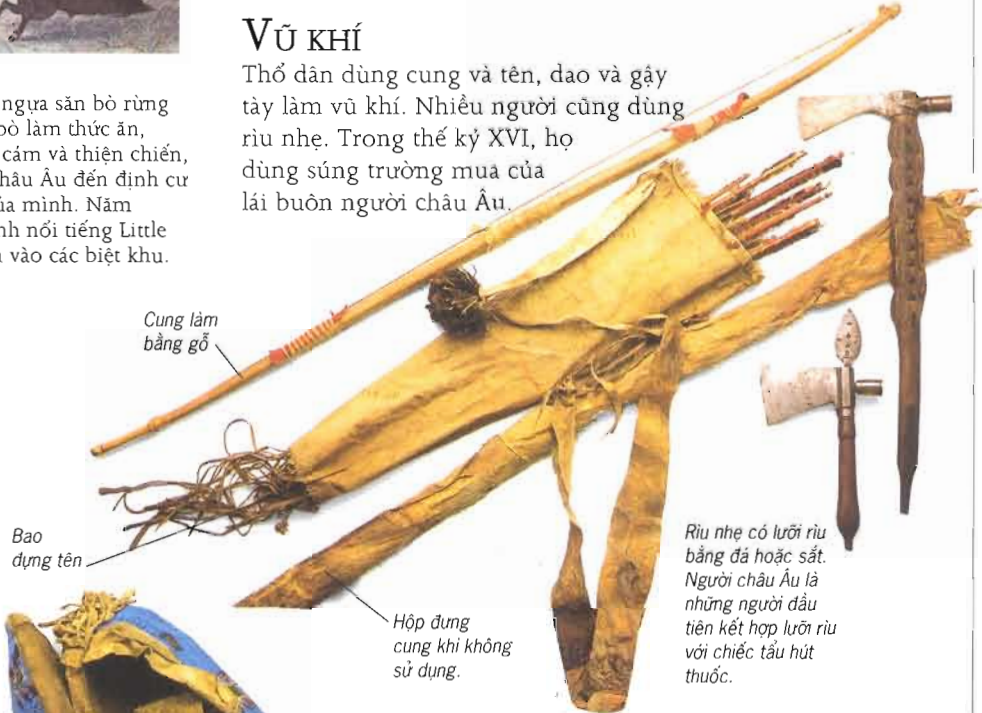 ngựa săn bò rừng
bò làm thức ăn,
cảm và thiện chiến,
châu Âu đến định cư
của mình. Năm
nh nổi tiếng Little
vào các biệt khu.
VŨ KHÍ
Thổ dân dùng cung và tên, dao và gậy
tày làm vũ khí. Nhiều người cũng dùng
rìu nhẹ. Trong thế kỷ XVI, họ
dùng súng trường mua của
lái buôn người châu Âu.
Cung làm
bằng gỗ
Bao
đựng tên
Hộp đưng
cung khi không
sử dụng.
Rìu nhẹ có lưỡi rìu
bằng đá hoặc sắt.
Người châu Âu là
những người đầu
tiên kết hợp lưỡi rìu
với chiếc tẩu hút
thuốc.